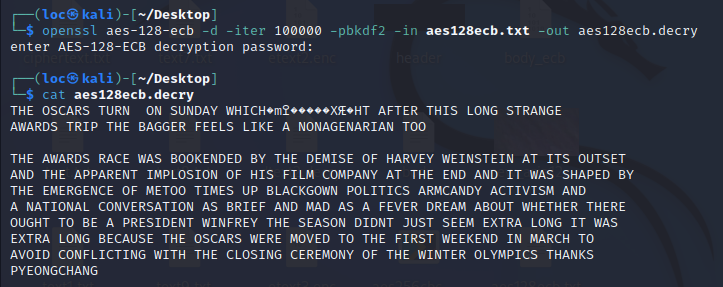 ┌──(loc㉿kali)-[~/Desktop]
└─$ openssl aes-128-ecb -d -iter 100000 -pbkdf2 -in aes128ecb.txt -out aes128ecb.decry
enter AES-128-ECB decryption password:
┌──(loc㉿kali)-[~/Desktop]
└─$ cat aes128ecb.decry
THE OSCARS TURN  ON SUNDAY WHICH HT AFTER THIS LONG STRANGE
AWARDS TRIP THE BAGGER FEELS LIKE A NONAGENARIAN TOO
THE AWARDS RACE WAS BOOKENDED BY THE DEMISE OF HARVEY WEINSTEIN AT ITS OUTSET
AND THE APPARENT IMPLOSION OF HIS FILM COMPANY AT THE END AND IT WAS SHAPED BY
THE EMERGENCE OF METOO TIMES UP BLACKGOWN POLITICS ARMCANDY ACTIVISM AND
A NATIONAL CONVERSATION AS BRIEF AND MAD AS A FEVER DREAM ABOUT WHETHER THERE
OUGHT TO BE A PRESIDENT WINFREY THE SEASON DIDNT JUST SEEM EXTRA LONG IT WAS
EXTRA LONG BECAUSE THE OSCARS WERE MOVED TO THE FIRST WEEKEND IN MARCH TO
AVOID CONFLICTING WITH THE CLOSING CEREMONY OF THE WINTER OLYMPICS THANKS
PYEONGCHANG